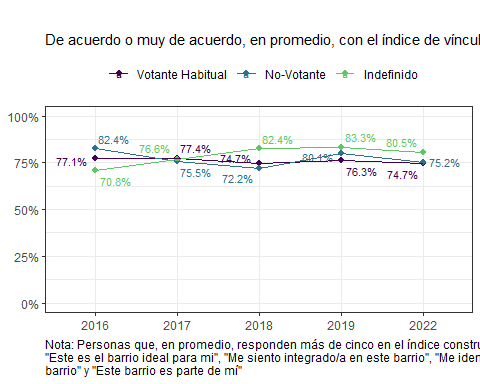 De acuerdo o muy de acuerdo, en promedio, con el índice de víncul
Votante Habitual No-Votante Indefinido
100%
75%
50%
25%
0%
77.1% 82.4% 70.8%
76.6% 77.4% 75.5%
74.7% 82.4% 72.2%
80.1% 83.3% 76.3%
80.5% 74.7% 75.2%
2016 2017 2018 2019 2022
Nota: Personas que, en promedio, responden más de cinco en el índice constru
"Este es el barrio ideal para mi", "Me siento integrado/a en este barrio", "Me iden
barrio" y "Este barrio es parte de mí"